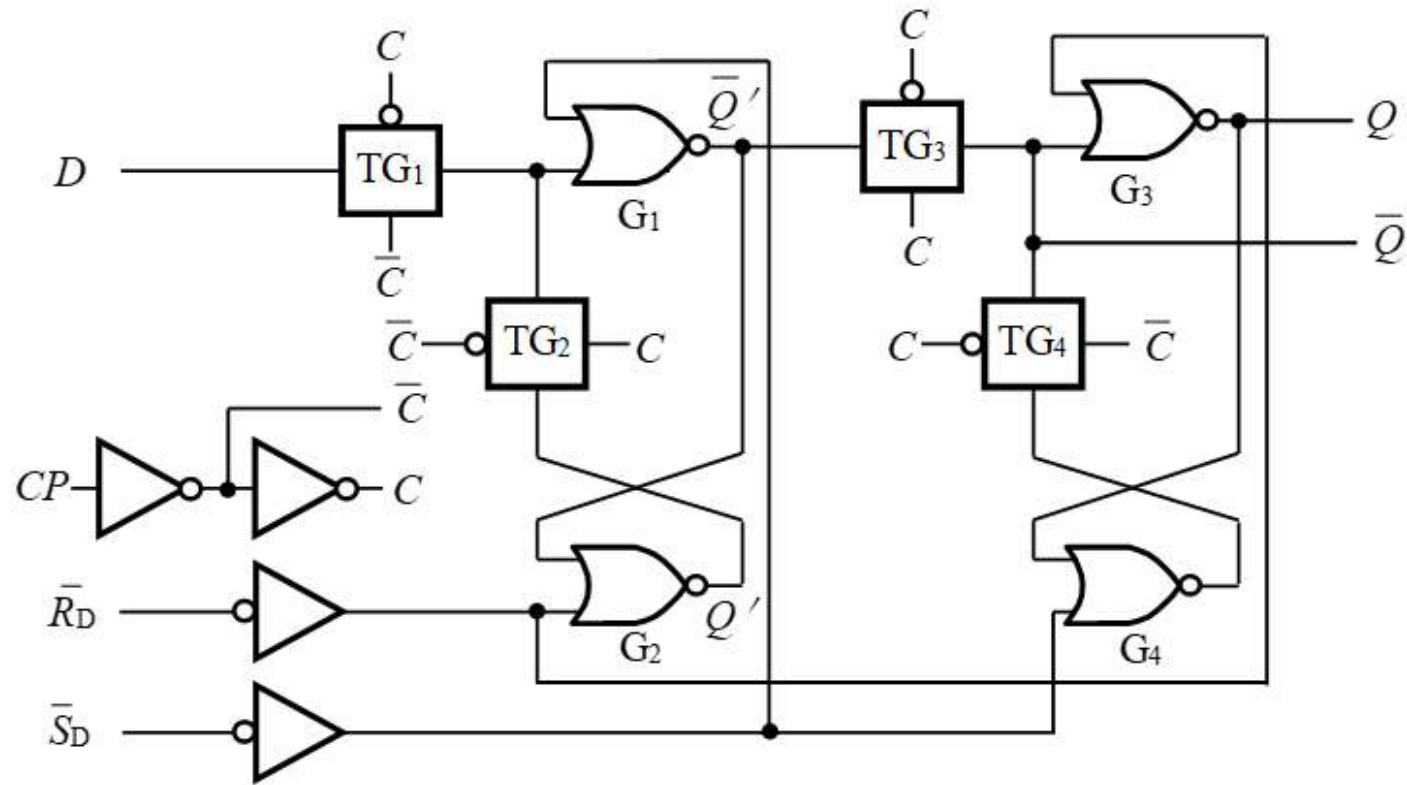 C
C
Q̅ ′
Q
D
TG₁
TG₃
G₁
G₃
C̅
C
Q̅
C̅
TG₂
C
C
TG₄
C̅
C̅
CP
C
R̅D
Q ′
G₂
G₄
S̅D